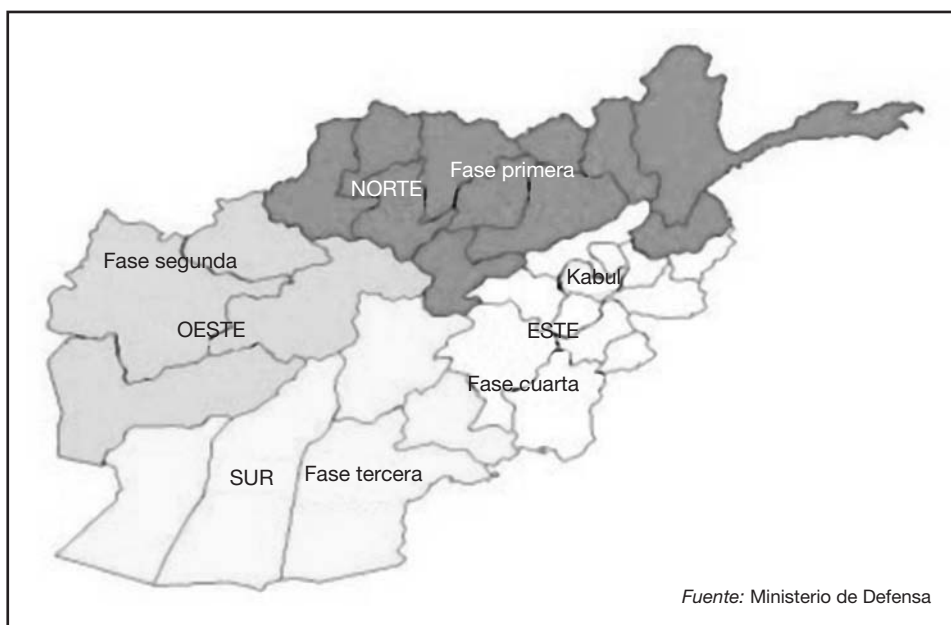 Fase primera
NORTE
Fase segunda
Kabul
OESTE
ESTE
Fase cuarta
SUR
Fase tercera
Fuente: Ministerio de Defensa